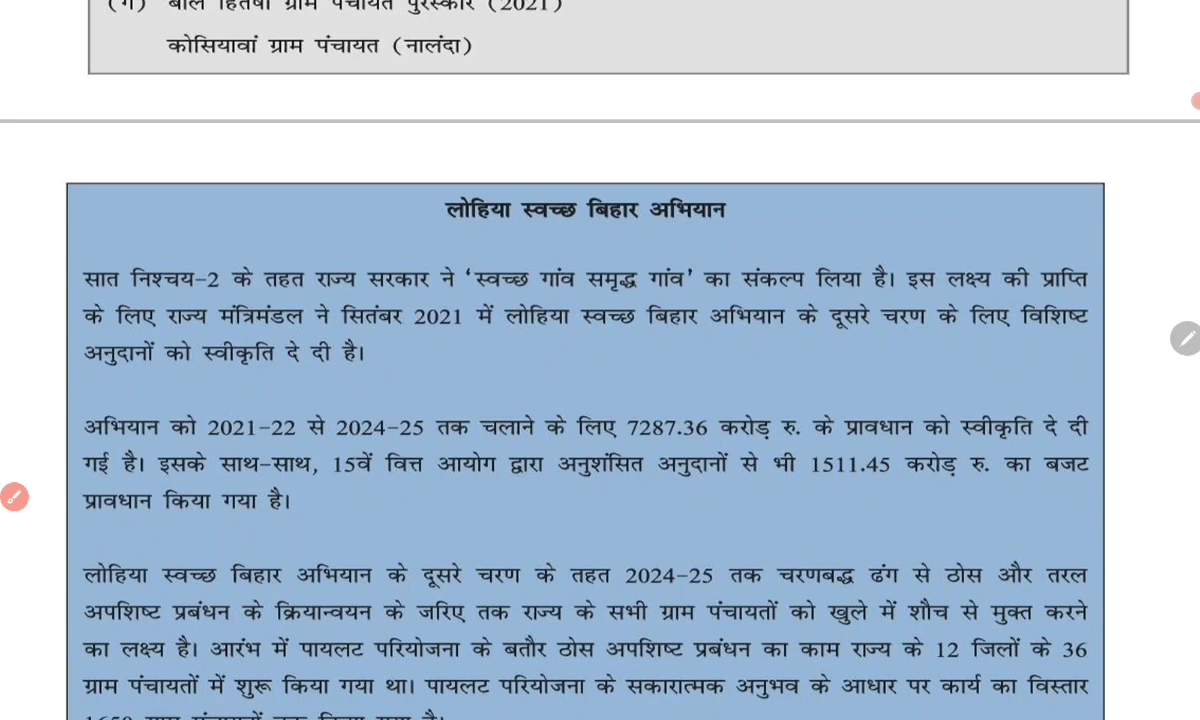 (ग) बाल हितैषी ग्राम पंचायत पुरस्कार (2021)
कोसियावां ग्राम पंचायत (नालंदा)
लोहिया स्वच्छ बिहार अभियान
सात निश्चय-2 के तहत राज्य सरकार ने ‘स्वच्छ गांव समृद्ध गांव’ का संकल्प लिया है। इस लक्ष्य की प्राप्ति
के लिए राज्य मंत्रिमंडल ने सितंबर 2021 में लोहिया स्वच्छ बिहार अभियान के दूसरे चरण के लिए विशिष्ट
अनुदानों को स्वीकृति दे दी है।
अभियान को 2021-22 से 2024-25 तक चलाने के लिए 7287.36 करोड़ रु. के प्रावधान को स्वीकृति दे दी
गई है। इसके साथ-साथ, 15वें वित्त आयोग द्वारा अनुशंसित अनुदानों से भी 1511.45 करोड़ रु. का बजट
प्रावधान किया गया है।
लोहिया स्वच्छ बिहार अभियान के दूसरे चरण के तहत 2024-25 तक चरणबद्ध ढंग से ठोस और तरल
अपशिष्ट प्रबंधन के क्रियान्वयन के जरिए तक राज्य के सभी ग्राम पंचायतों को खुले में शौच से मुक्त करने
का लक्ष्य है। आरंभ में पायलट परियोजना के बतौर ठोस अपशिष्ट प्रबंधन का काम राज्य के 12 जिलों के 36
ग्राम पंचायतों में शुरू किया गया था। पायलट परियोजना के सकारात्मक अनुभव के आधार पर कार्य का विस्तार
ग्राम पंचायतों तक किया गया है।